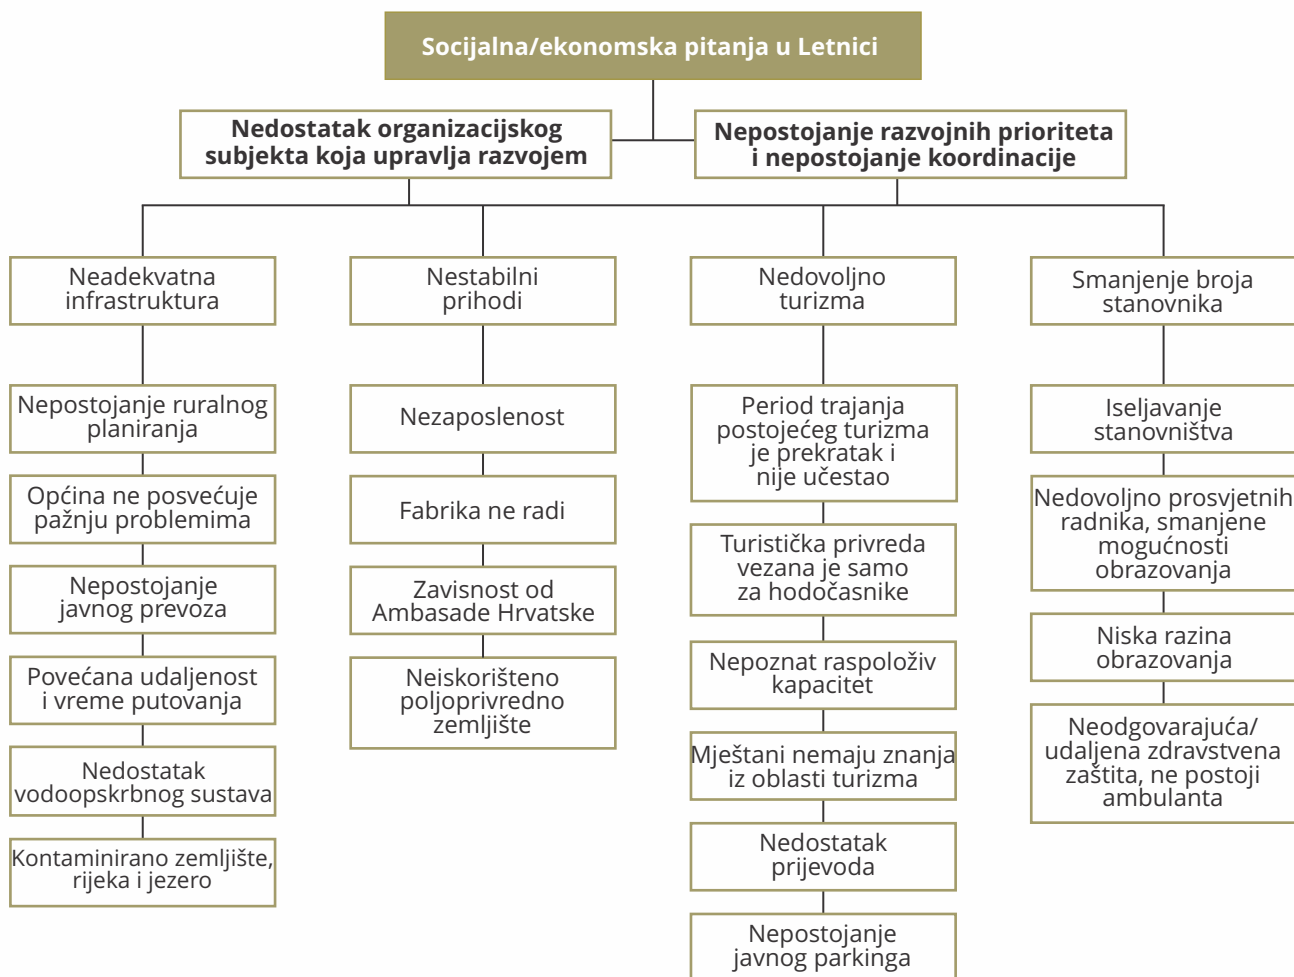 Socijalna/ekonomska pitanja u Letnici
Nedostatak organizacijskog
subjekta koja upravlja razvojem
Nepostojanje razvojnih prioriteta
i nepostojanje koordinacije
Neadekvatna
infrastruktura
Nepostojanje ruralnog
planiranja
Općina ne posvećuje
pažnju problemima
Nepostojanje
javnog prevoza
Povećana udaljenost
i vreme putovanja
Nedostatak
vodoopskrbnog sustava
Kontaminirano zemljište,
rijeka i jezero
Nestabilni
prihodi
Nezaposlenost
Fabrika ne radi
Zavisnost od
Ambasade Hrvatske
Neiskorišteno
poljoprivredno
zemljište
Nedovoljno
turizma
Period trajanja
postojećeg turizma
je prekratak i
nije učestao
Turistička privreda
vezana je samo
za hodočasnike
Nepoznat raspoloživ
kapacitet
Mještani nemaju znanja
iz oblasti turizma
Nedostatak
prijevoda
Nepostojanje
javnog parkinga
Smanjenje broja
stanovnika
Iseljavanje
stanovništva
Nedovoljno prosvjetnih
radnika, smanjene
mogućnosti
obrazovanja
Niska razina
obrazovanja
Neodgovarajuća/
udaljena zdravstvena
zaštita, ne postoji
ambulanta